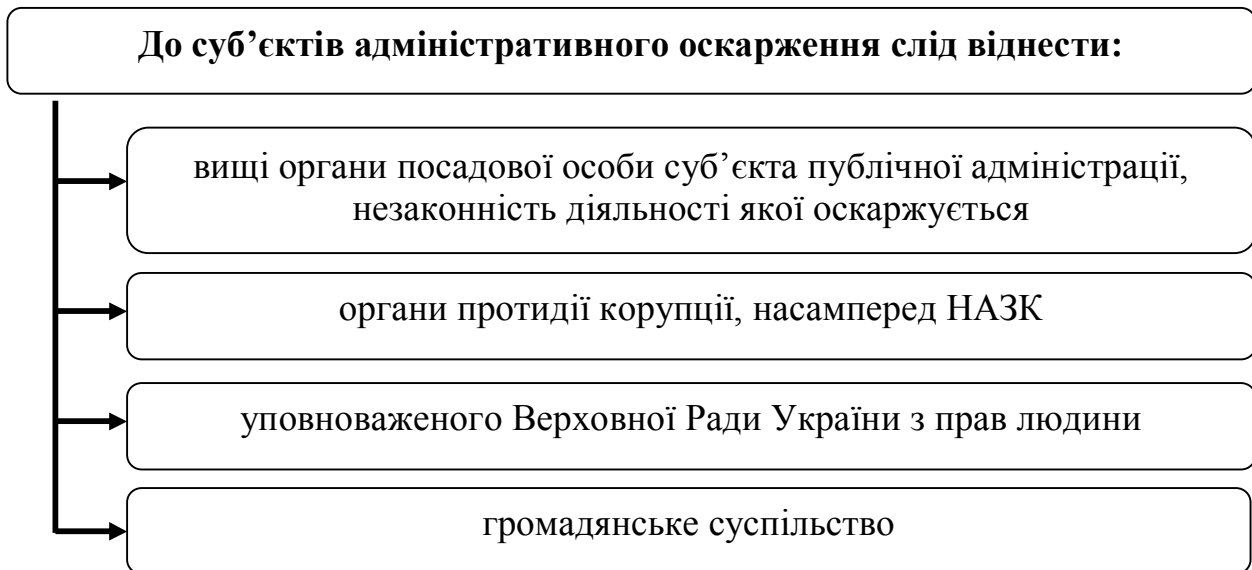 До суб’єктів адміністративного оскарження слід віднести:
вищі органи посадової особи суб’єкта публічної адміністрації,
незаконність діяльності якої оскаржується
органи протидії корупції, насамперед НАЗК
уповноваженого Верховної Ради України з прав людини
громадянське суспільство